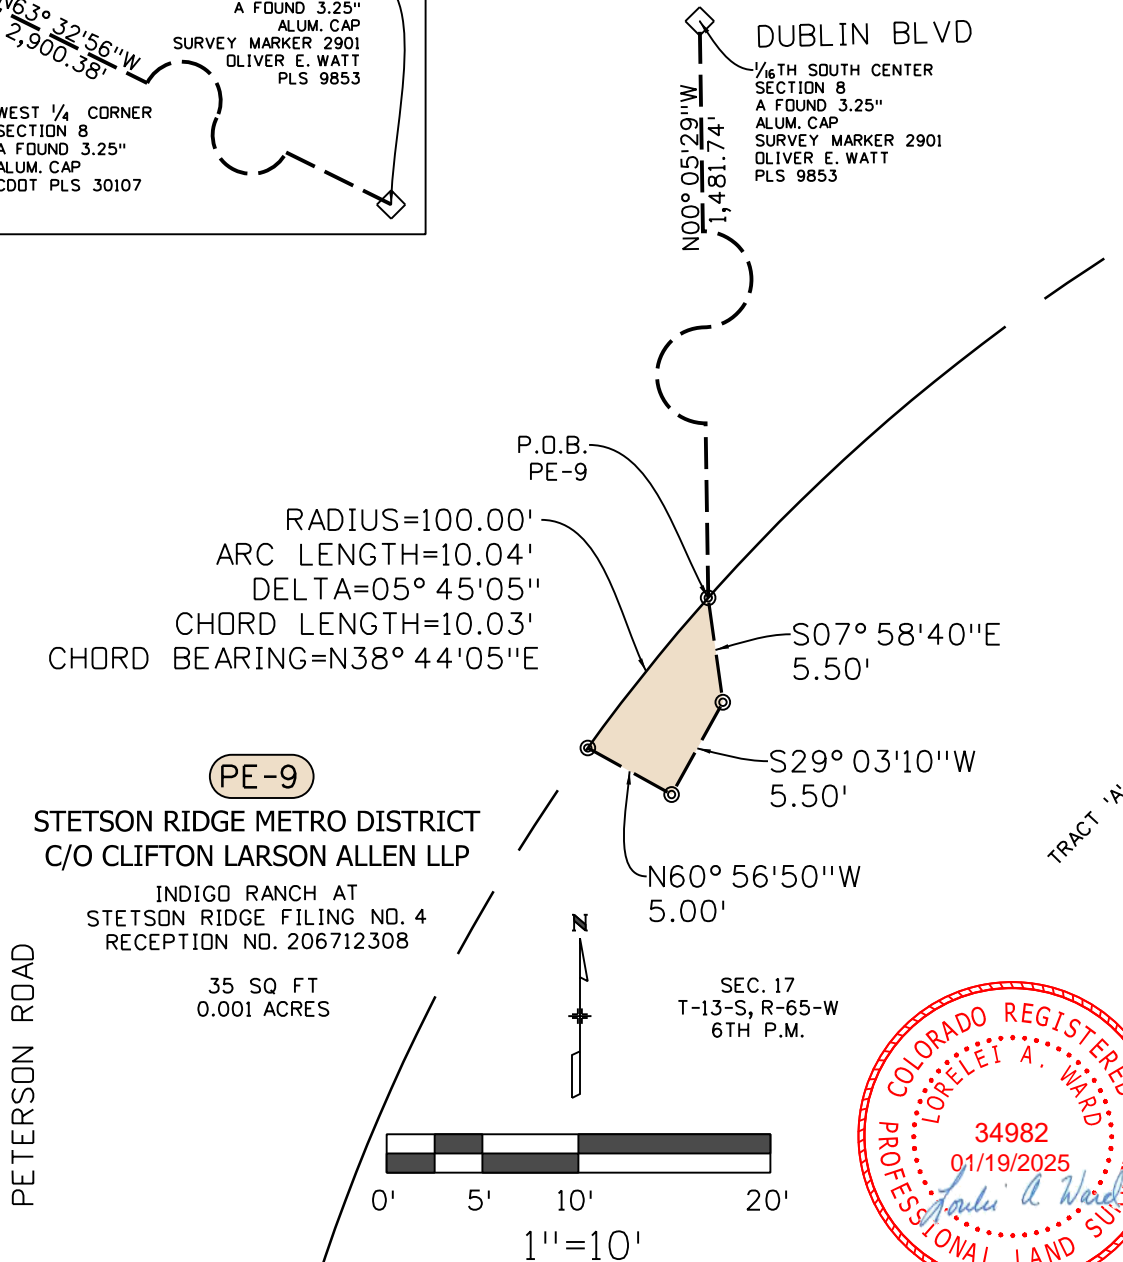 N63° 32'56"W
2,900.38'
A FOUND 3.25"
ALUM. CAP
SURVEY MARKER 2901
OLIVER E. WATT
PLS 9853
WEST 1/4 CORNER
SECTION 8
A FOUND 3.25"
ALUM. CAP
CDOT PLS 30107
DUBLIN BLVD
1/16TH SOUTH CENTER
SECTION 8
A FOUND 3.25"
ALUM. CAP
SURVEY MARKER 2901
OLIVER E. WATT
PLS 9853
N00° 05'29"W
1,481.74'
P.O.B.
PE-9
RADIUS=100.00'
ARC LENGTH=10.04'
DELTA=05° 45'05"
CHORD LENGTH=10.03'
CHORD BEARING=N38° 44'05"E
S07° 58'40"E
5.50'
S29° 03'10"W
5.50'
N60° 56'50"W
5.00'
TRACT 'A'
PE-9
STETSON RIDGE METRO DISTRICT
C/O CLIFTON LARSON ALLEN LLP
INDIGO RANCH AT
STETSON RIDGE FILING NO. 4
RECEPTION NO. 206712308
35 SQ FT
0.001 ACRES
PETERSON ROAD
N
SEC. 17
T-13-S, R-65-W
6TH P.M.
0' 5' 10' 20'
1"=10'
COLORADO REGISTERED
LORELEI A. WARD
34982
01/19/2025
Lorelei A Ward
PROFESSIONAL LAND SUR